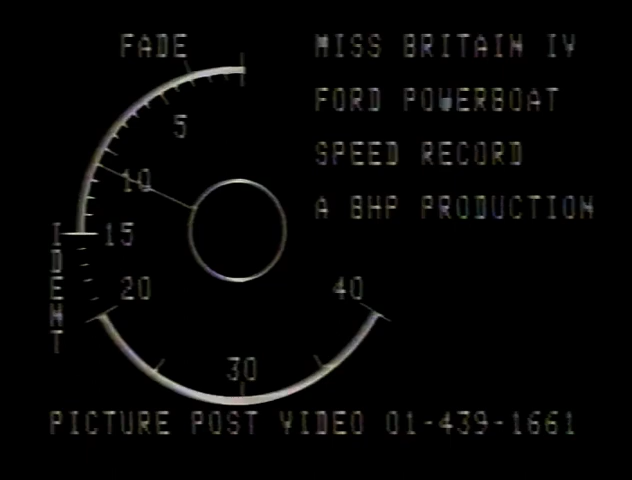 FADE
MISS BRITAIN IV
FORD POWERBOAT
SPEED RECORD
A BHP PRODUCTION
5
10
15
20
30
40
IDENT
PICTURE POST VIDEO 01-439-1661